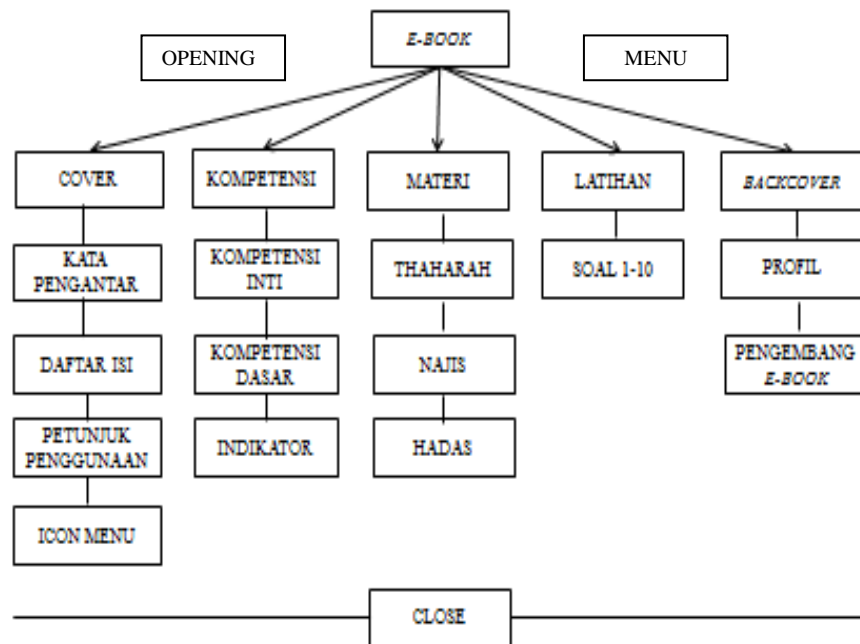 E-BOOK
OPENING
MENU
COVER
KOMPETENSI
MATERI
LATIHAN
BACKCOVER
KATA
PENGANTAR
KOMPETENSI
INTI
THAHARAH
SOAL 1-10
PROFIL
DAFTAR ISI
KOMPETENSI
DASAR
NAJIS
PENGEMBANG
E-BOOK
PETUNJUK
PENGGUNAAN
INDIKATOR
HADAS
ICON MENU
CLOSE